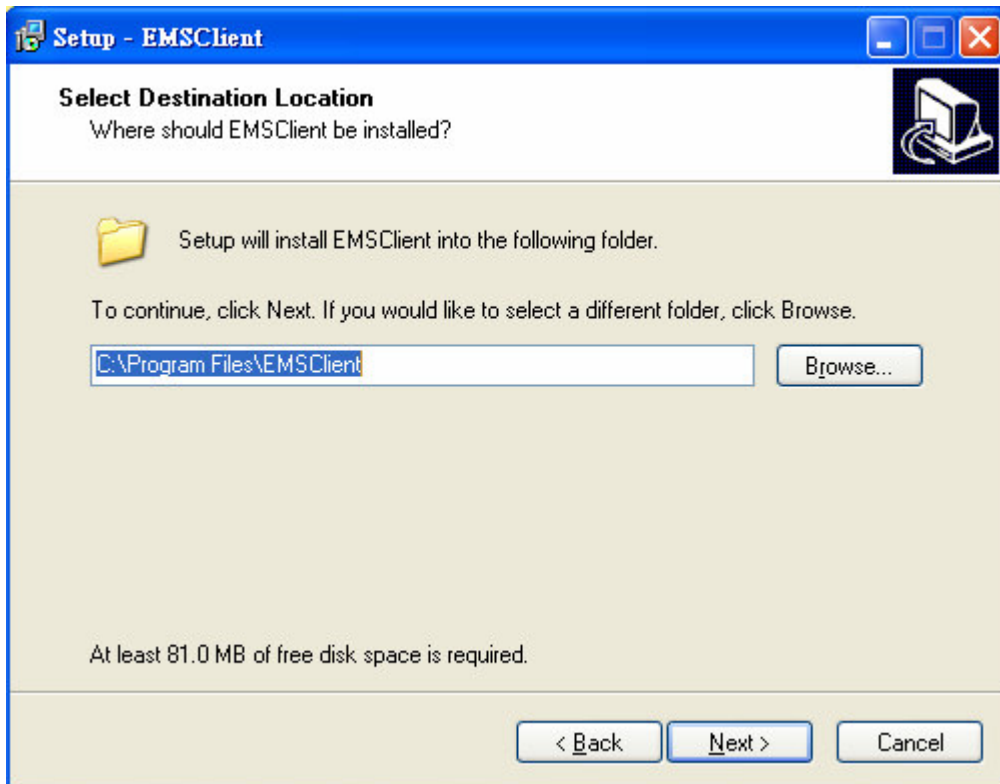 Setup - EMSClient
Select Destination Location
Where should EMSClient be installed?
Setup will install EMSClient into the following folder.
To continue, click Next. If you would like to select a different folder, click Browse.
C:\Program Files\EMSClient
Browse...
At least 81.0 MB of free disk space is required.
< Back
Next >
Cancel